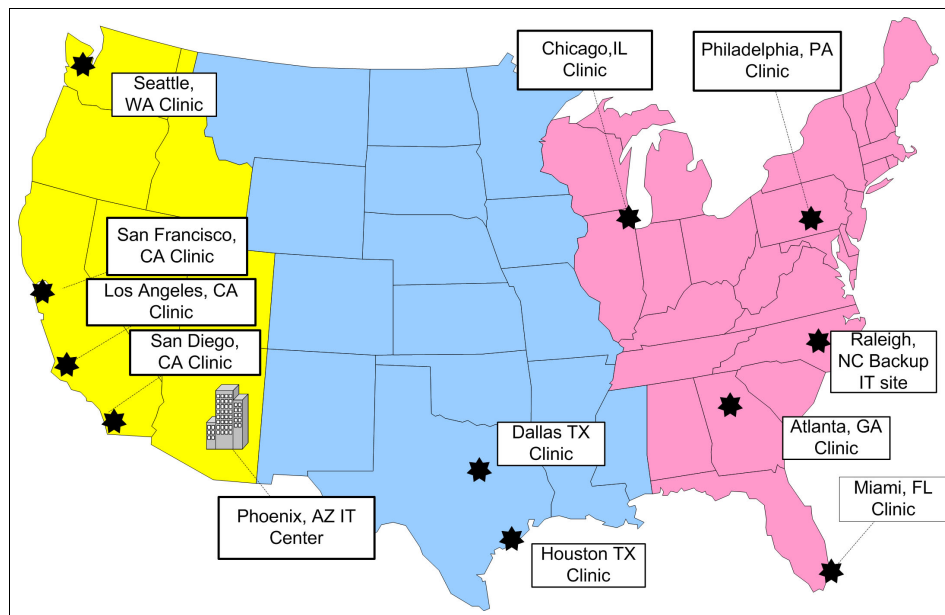 Chicago,IL
Clinic
Philadelphia, PA
Clinic
Seattle,
WA Clinic
San Francisco,
CA Clinic
Los Angeles, CA
Clinic
San Diego,
CA Clinic
Raleigh,
NC Backup
IT site
Atlanta, GA
Clinic
Dallas TX
Clinic
Miami, FL
Clinic
Phoenix, AZ IT
Center
Houston TX
Clinic